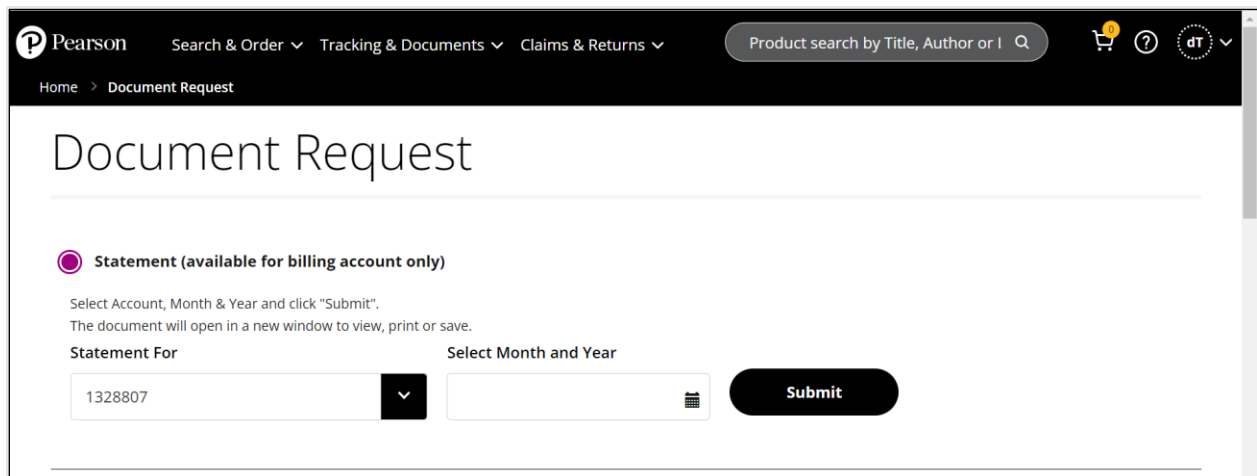 Pearson Search & Order Tracking & Documents Claims & Returns Product search by Title, Author or I 0 ? dT
Home > Document Request
Document Request
Statement (available for billing account only)
Select Account, Month & Year and click "Submit".
The document will open in a new window to view, print or save.
Statement For Select Month and Year
1328807 Submit